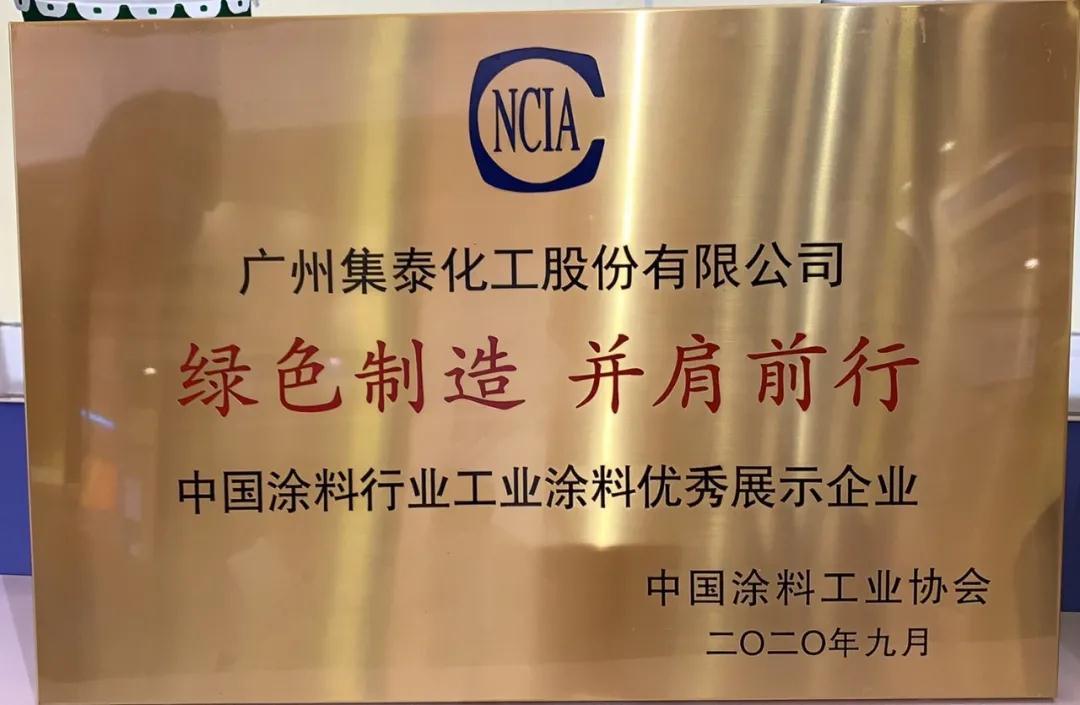 NCIA
广州集泰化工股份有限公司
绿色制造 并肩前行
中国涂料行业工业涂料优秀展示企业
中国涂料工业协会
二〇二〇年九月